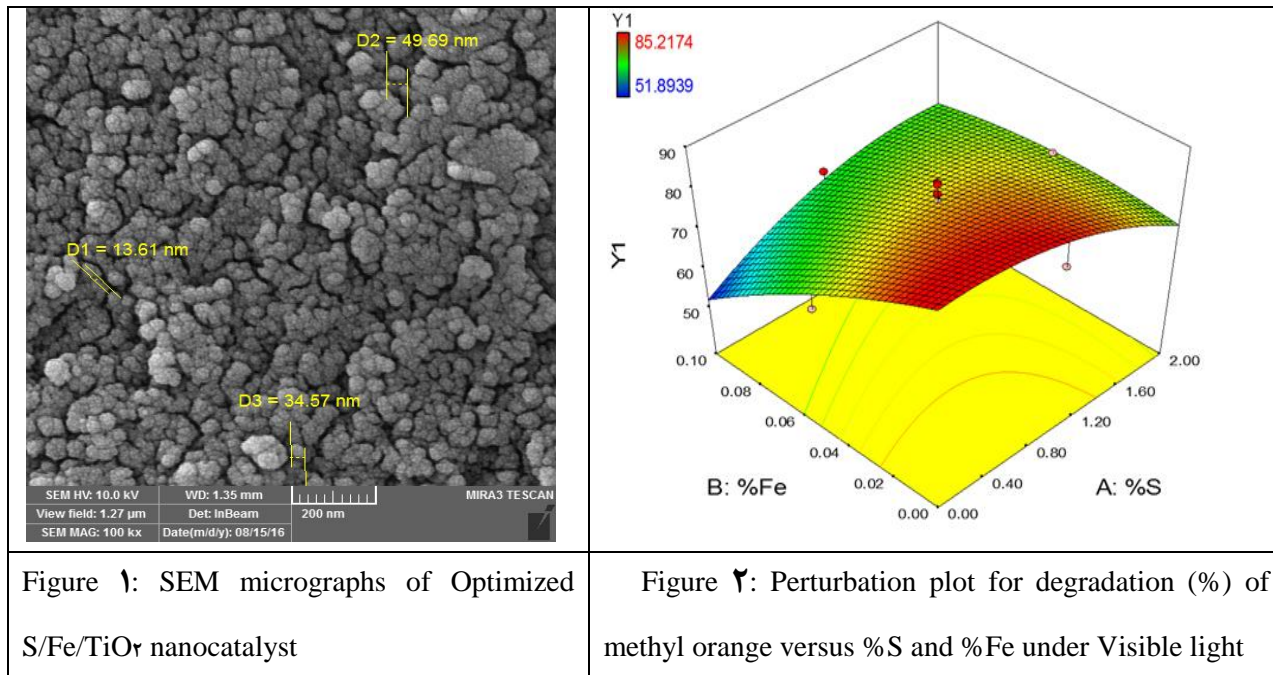 D2 = 49.69 nm
D1 = 13.61 nm
D3 = 34.57 nm
SEM HV: 10.0 kV WD: 1.35 mm MIRA3 TESCAN
View field: 1.27 µm Det: InBeam 200 nm
SEM MAG: 100 kx Date(m/d/y): 08/15/16
Y1
85.2174
51.8939
90
80
70
60
50
Y1
0.10 2.00
0.08 1.60
0.06 1.20
0.04 0.80
0.02 0.40
0.00 0.00
B: %Fe A: %S
Figure ۱: SEM micrographs of Optimized
S/Fe/TiO۲ nanocatalyst
Figure ۲: Perturbation plot for degradation (%) of
methyl orange versus %S and %Fe under Visible light